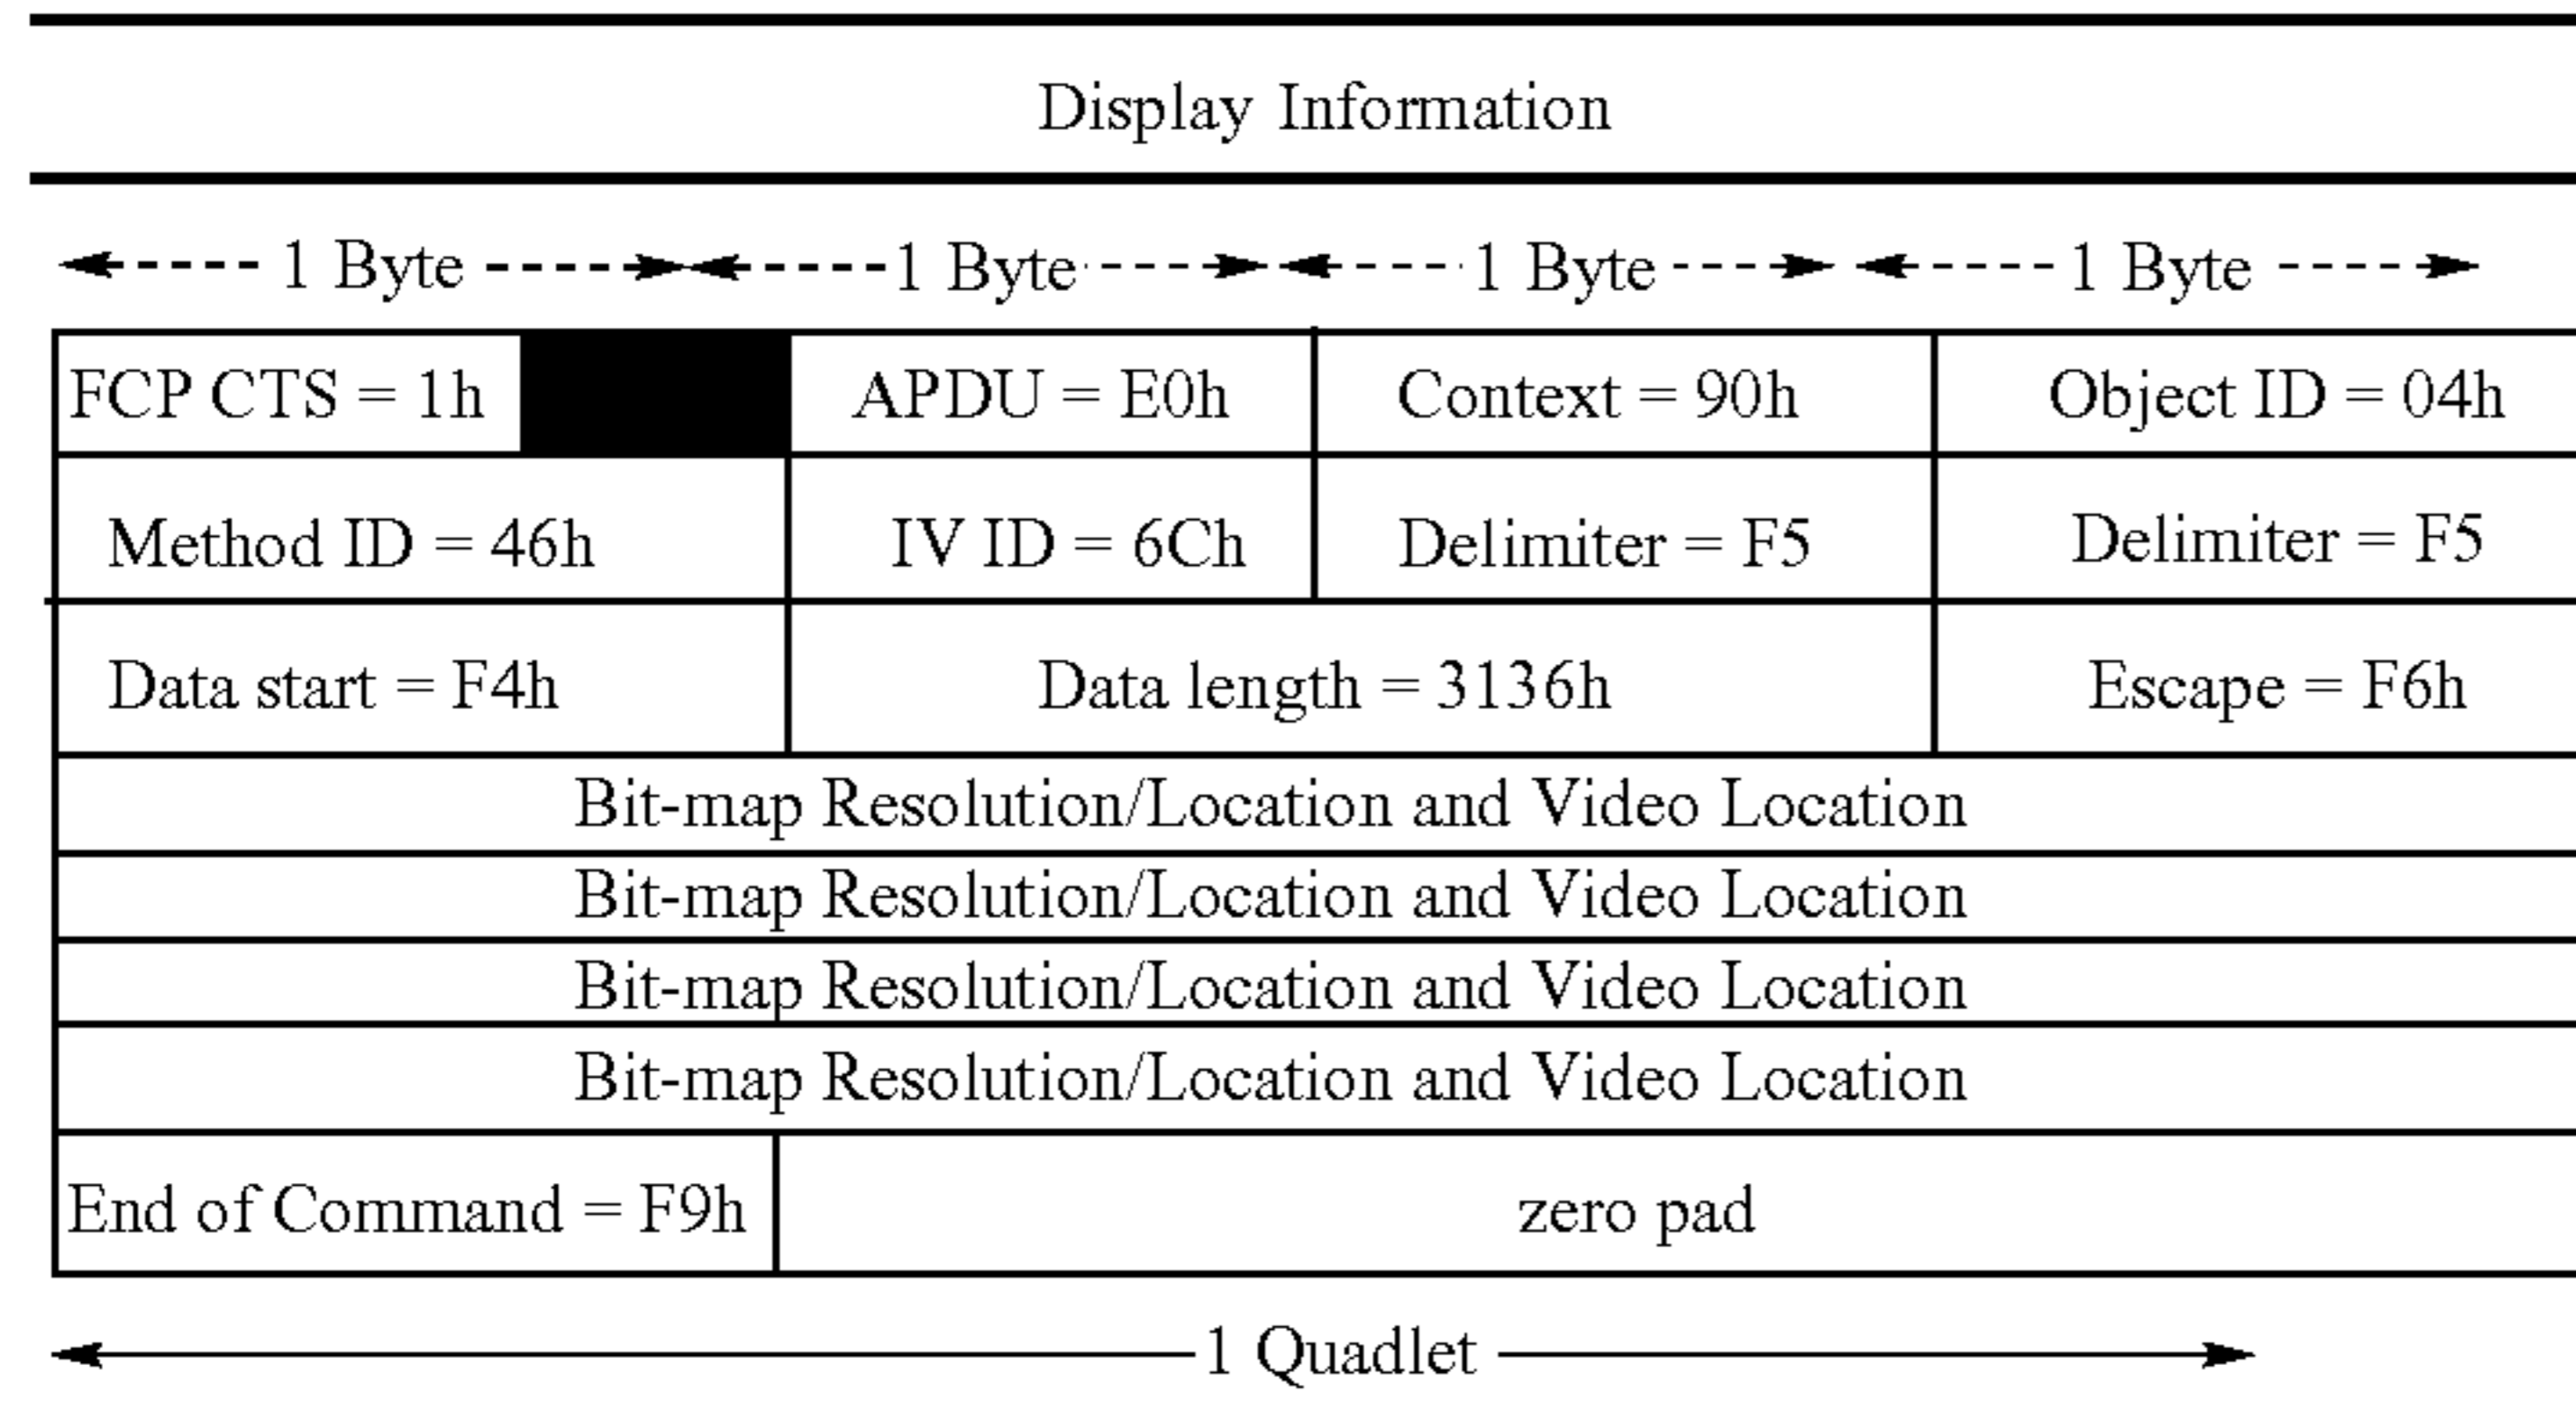 Display Information
1 Byte 1 Byte 1 Byte 1 Byte
FCP CTS = 1h APDU = E0h Context = 90h Object ID = 04h
Method ID = 46h IV ID = 6Ch Delimiter = F5 Delimiter = F5
Data start = F4h Data length = 3136h Escape = F6h
Bit-map Resolution/Location and Video Location
Bit-map Resolution/Location and Video Location
Bit-map Resolution/Location and Video Location
Bit-map Resolution/Location and Video Location
End of Command = F9h zero pad
1 Quadlet